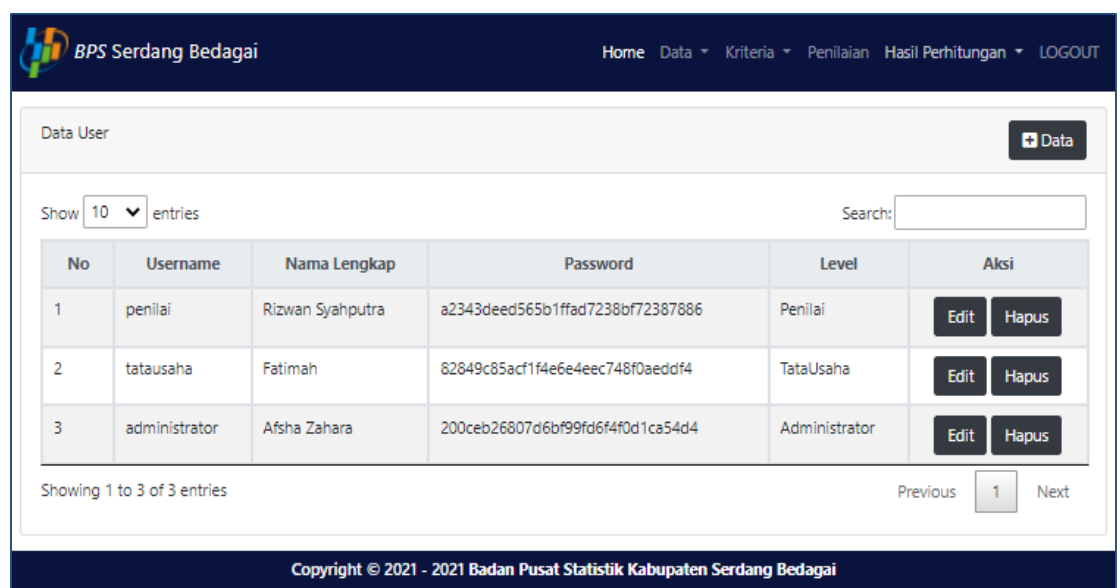 BPS Serdang Bedagai Home Data Kriteria Penilaian Hasil Perhitungan LOGOUT
Data User Data
Show 10 entries Search:
No Username Nama Lengkap Password Level Aksi
1 penilai Rizwan Syahputra a2343deed565b1ffad7238bf72387886 Penilai Edit Hapus
2 tatausaha Fatimah 82849c85acf1f4e6e4eec748f0aeddf4 TataUsaha Edit Hapus
3 administrator Afsha Zahara 200ceb26807d6bf99fd6f4f0d1ca54d4 Administrator Edit Hapus
Showing 1 to 3 of 3 entries Previous 1 Next
Copyright © 2021 - 2021 Badan Pusat Statistik Kabupaten Serdang Bedagai